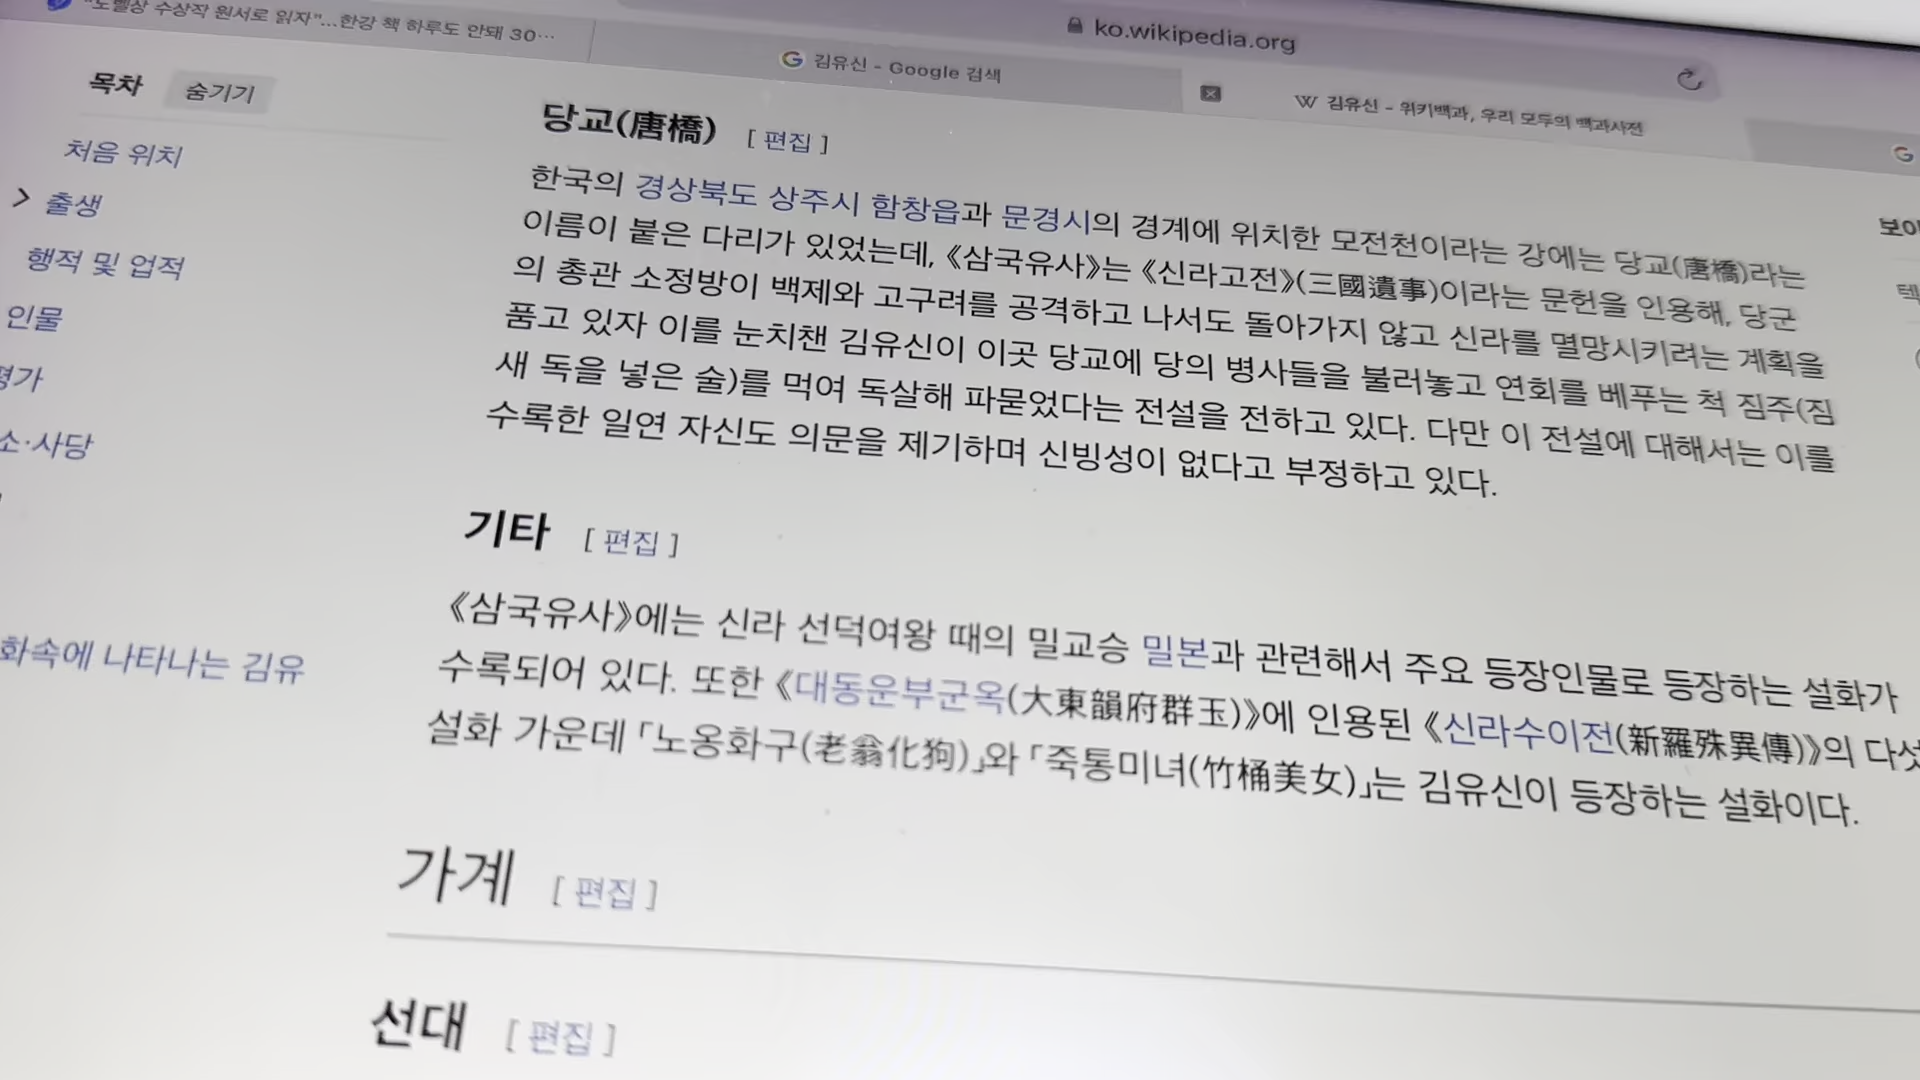 "노벨상 수상작 원서로 읽자"...한강 책 하루도 안돼 30…
ko.wikipedia.org
김유신 - Google 검색
W 김유신 - 위키백과, 우리 모두의 백과사전
목차 숨기기
처음 위치
출생
행적 및 업적
인물
평가
소·사당
화속에 나타나는 김유
당교(唐橋) [ 편집 ]
한국의 경상북도 상주시 함창읍과 문경시의 경계에 위치한 모전천이라는 강에는 당교(唐橋)라는
이름이 붙은 다리가 있었는데, 《삼국유사》는 《신라고전》(三國遺事)이라는 문헌을 인용해, 당군
의 총관 소정방이 백제와 고구려를 공격하고 나서도 돌아가지 않고 신라를 멸망시키려는 계획을
품고 있자 이를 눈치챈 김유신이 이곳 당교에 당의 병사들을 불러놓고 연회를 베푸는 척 짐주(짐
새 독을 넣은 술)를 먹여 독살해 파묻었다는 전설을 전하고 있다. 다만 이 전설에 대해서는 이를
수록한 일연 자신도 의문을 제기하며 신빙성이 없다고 부정하고 있다.
기타 [ 편집 ]
《삼국유사》에는 신라 선덕여왕 때의 밀교승 밀본과 관련해서 주요 등장인물로 등장하는 설화가
수록되어 있다. 또한 《대동운부군옥(大東韻府群玉)》에 인용된 《신라수이전(新羅殊異傳)》의 다섯
설화 가운데 「노옹화구(老翁化狗)」와 「죽통미녀(竹桶美女)」는 김유신이 등장하는 설화이다.
가계 [ 편집 ]
선대 [ 편집 ]